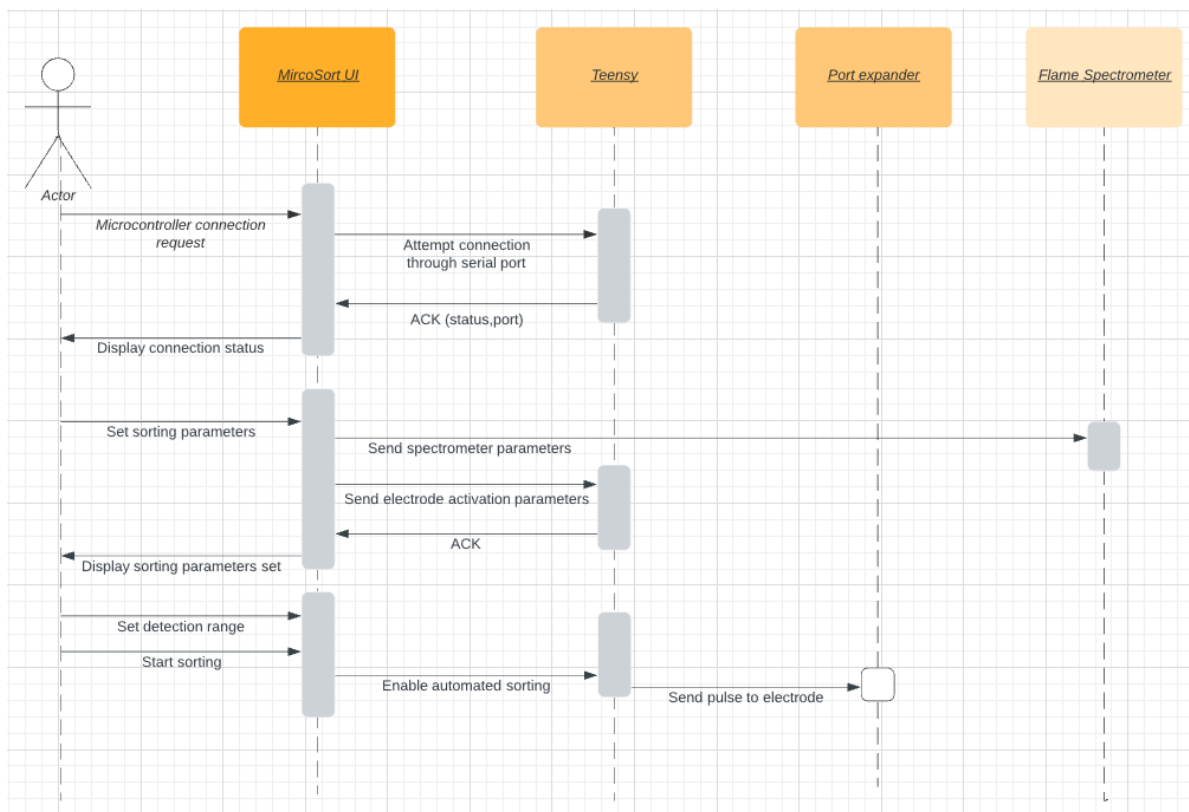 MircoSort UI
Teensy
Port expander
Flame Spectrometer
Actor
Microcontroller connection
request
Attempt connection
through serial port
ACK (status,port)
Display connection status
Set sorting parameters
Send spectrometer parameters
Send electrode activation parameters
ACK
Display sorting parameters set
Set detection range
Start sorting
Enable automated sorting
Send pulse to electrode